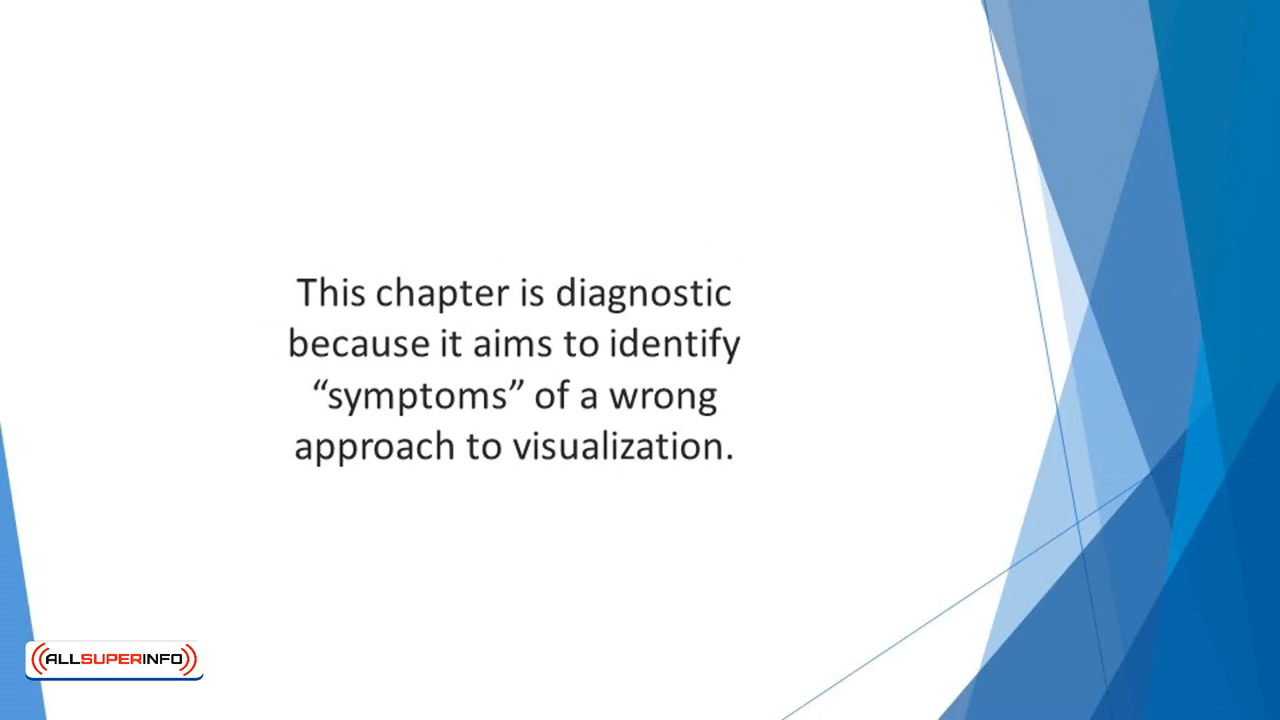 This chapter is diagnostic
because it aims to identify
“symptoms” of a wrong
approach to visualization.
ALLSUPERINFO